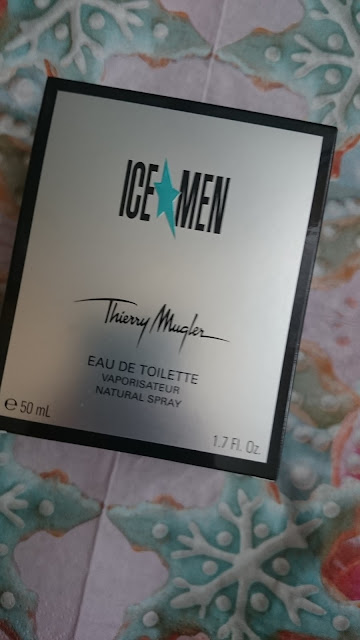 ICE★MEN
Thierry Mugler
EAU DE TOILETTE
VAPORISATEUR
NATURAL SPRAY
℮ 50 mL
1.7 Fl. Oz.